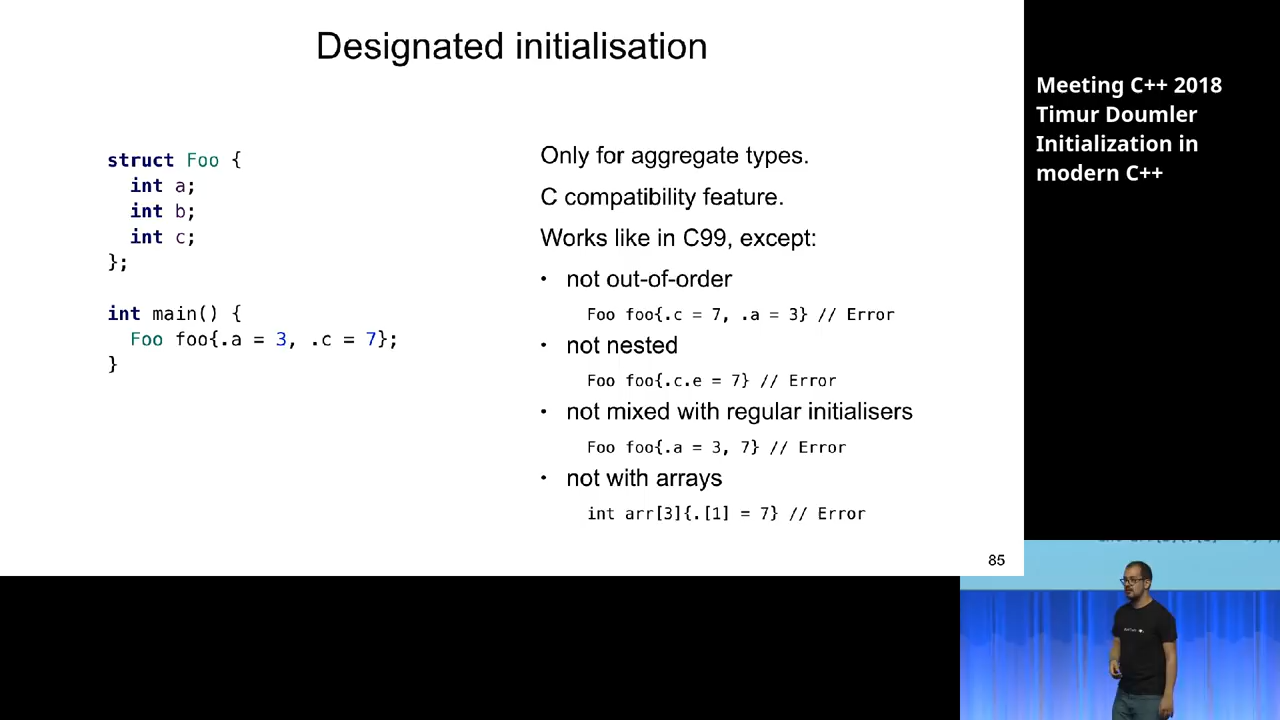 Designated initialisation
struct Foo {
int a;
int b;
int c;
};
int main() {
Foo foo{.a = 3, .c = 7};
}
Only for aggregate types.
C compatibility feature.
Works like in C99, except:
• not out-of-order
Foo foo{.c = 7, .a = 3} // Error
• not nested
Foo foo{.c.e = 7} // Error
• not mixed with regular initialisers
Foo foo{.a = 3, 7} // Error
• not with arrays
int arr[3]{.[1] = 7} // Error
85
Meeting C++ 2018
Timur Doumler
Initialization in
modern C++